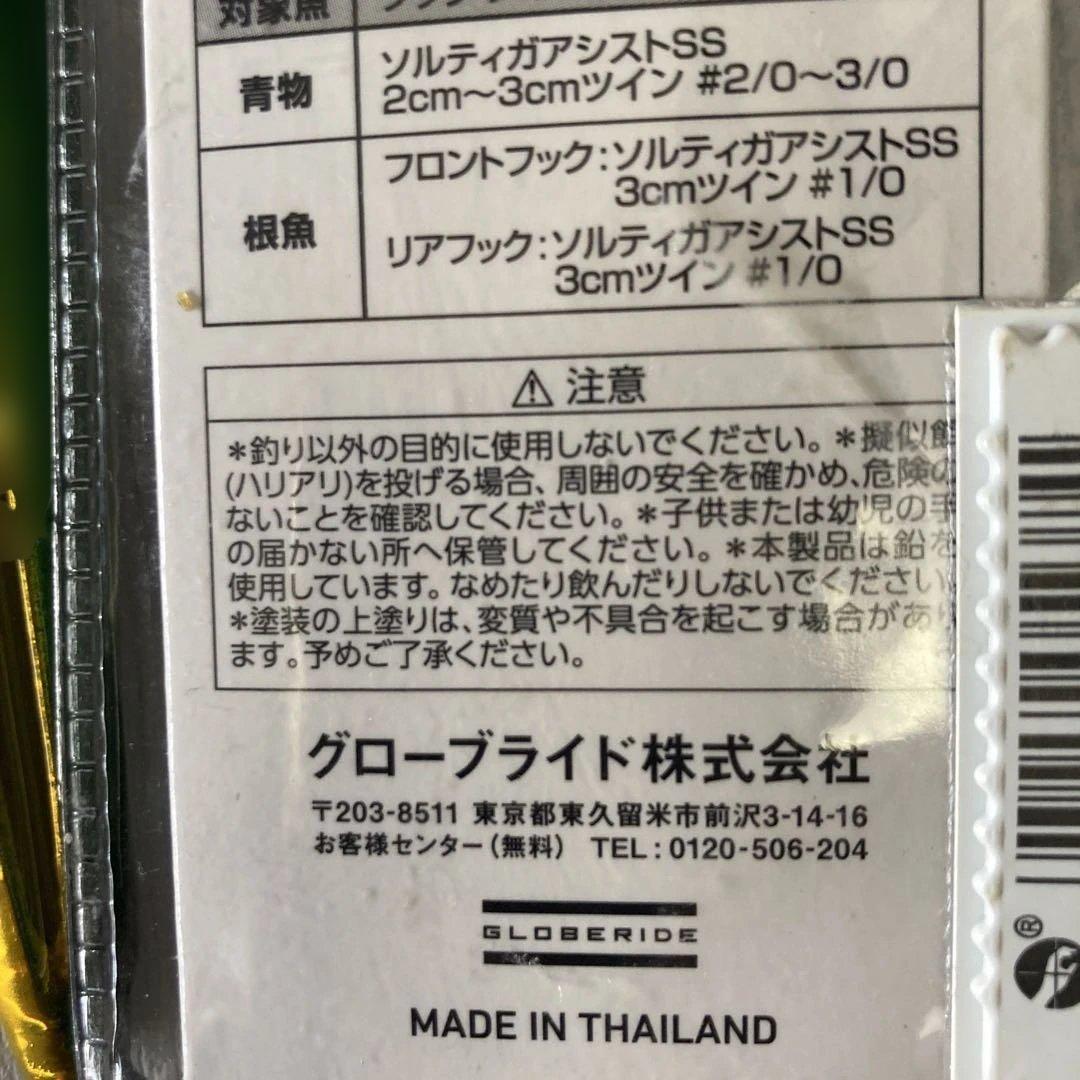 対象魚
青物
ソルティガアシストSS
2cm～3cmツイン #2/0～3/0
根魚
フロントフック：ソルティガアシストSS
3cmツイン #1/0
リアフック：ソルティガアシストSS
3cmツイン #1/0
⚠ 注意
＊釣り以外の目的に使用しないでください。＊擬似
(ハリアリ)を投げる場合、周囲の安全を確かめ、危険の
ないことを確認してください。＊子供または幼児の手
の届かない所へ保管してください。＊本製品は鉛を
使用しています。なめたり飲んだりしないでください
＊塗装の上塗りは、変質や不具合を起こす場合があり
ます。予めご了承ください。
グローブライド株式会社
〒203-8511 東京都東久留米市前沢3-14-16
お客様センター（無料） TEL：0120-506-204
GLOBERIDE
MADE IN THAILAND
®